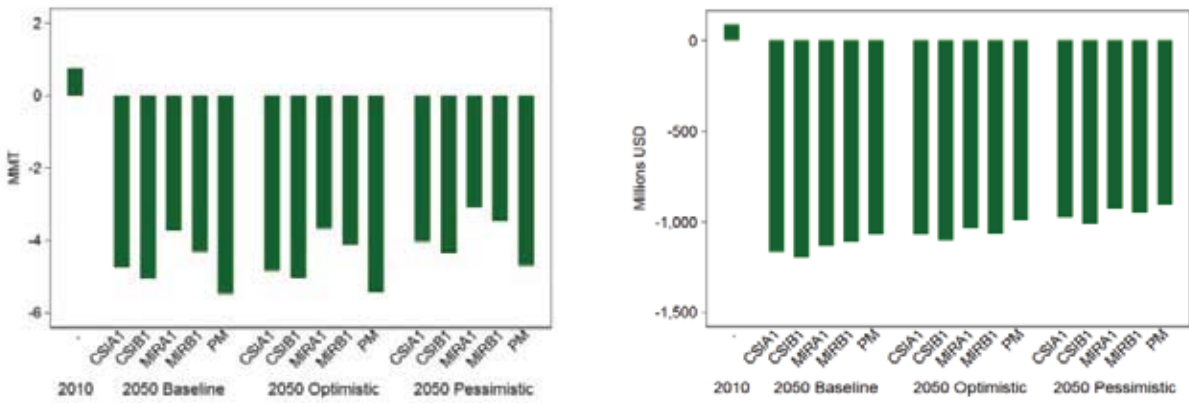 2
0
-2
-4
-6
MMT
- CSIA1 CSIB1 MIRA1 MIRB1 PM CSIA1 CSIB1 MIRA1 MIRB1 PM CSIA1 CSIB1 MIRA1 MIRB1 PM
2010 2050 Baseline 2050 Optimistic 2050 Pessimistic
0
-500
-1,000
-1,500
Millions USD
- CSIA1 CSIB1 MIRA1 MIRB1 PM CSIA1 CSIB1 MIRA1 MIRB1 PM CSIA1 CSIB1 MIRA1 MIRB1 PM
2010 2050 Baseline 2050 Optimistic 2050 Pessimistic